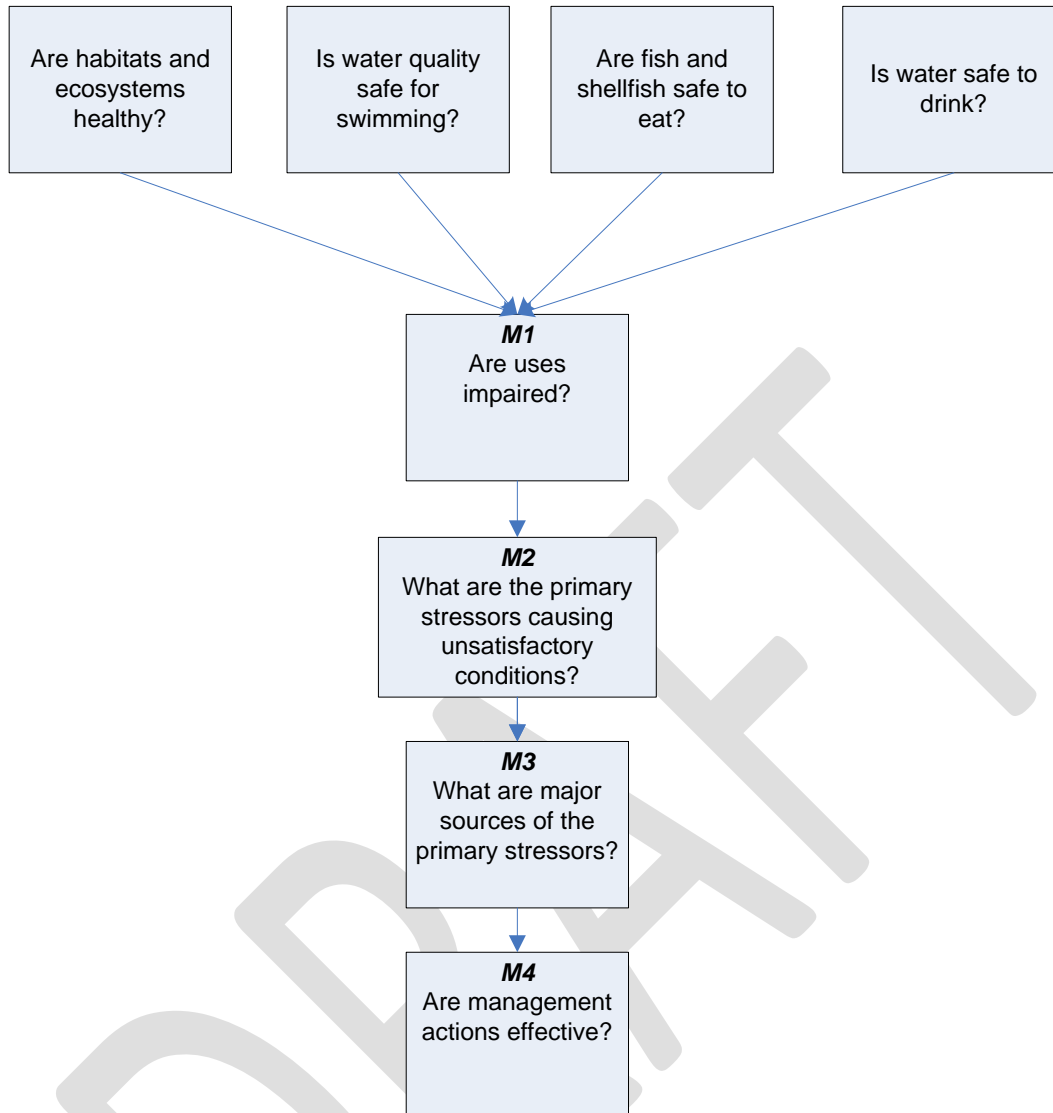 Are habitats and
ecosystems
healthy?
Is water quality
safe for
swimming?
Are fish and
shellfish safe to
eat?
Is water safe to
drink?
M1
Are uses
impaired?
M2
What are the primary
stressors causing
unsatisfactory
conditions?
M3
What are major
sources of the
primary stressors?
M4
Are management
actions effective?
DRAFT